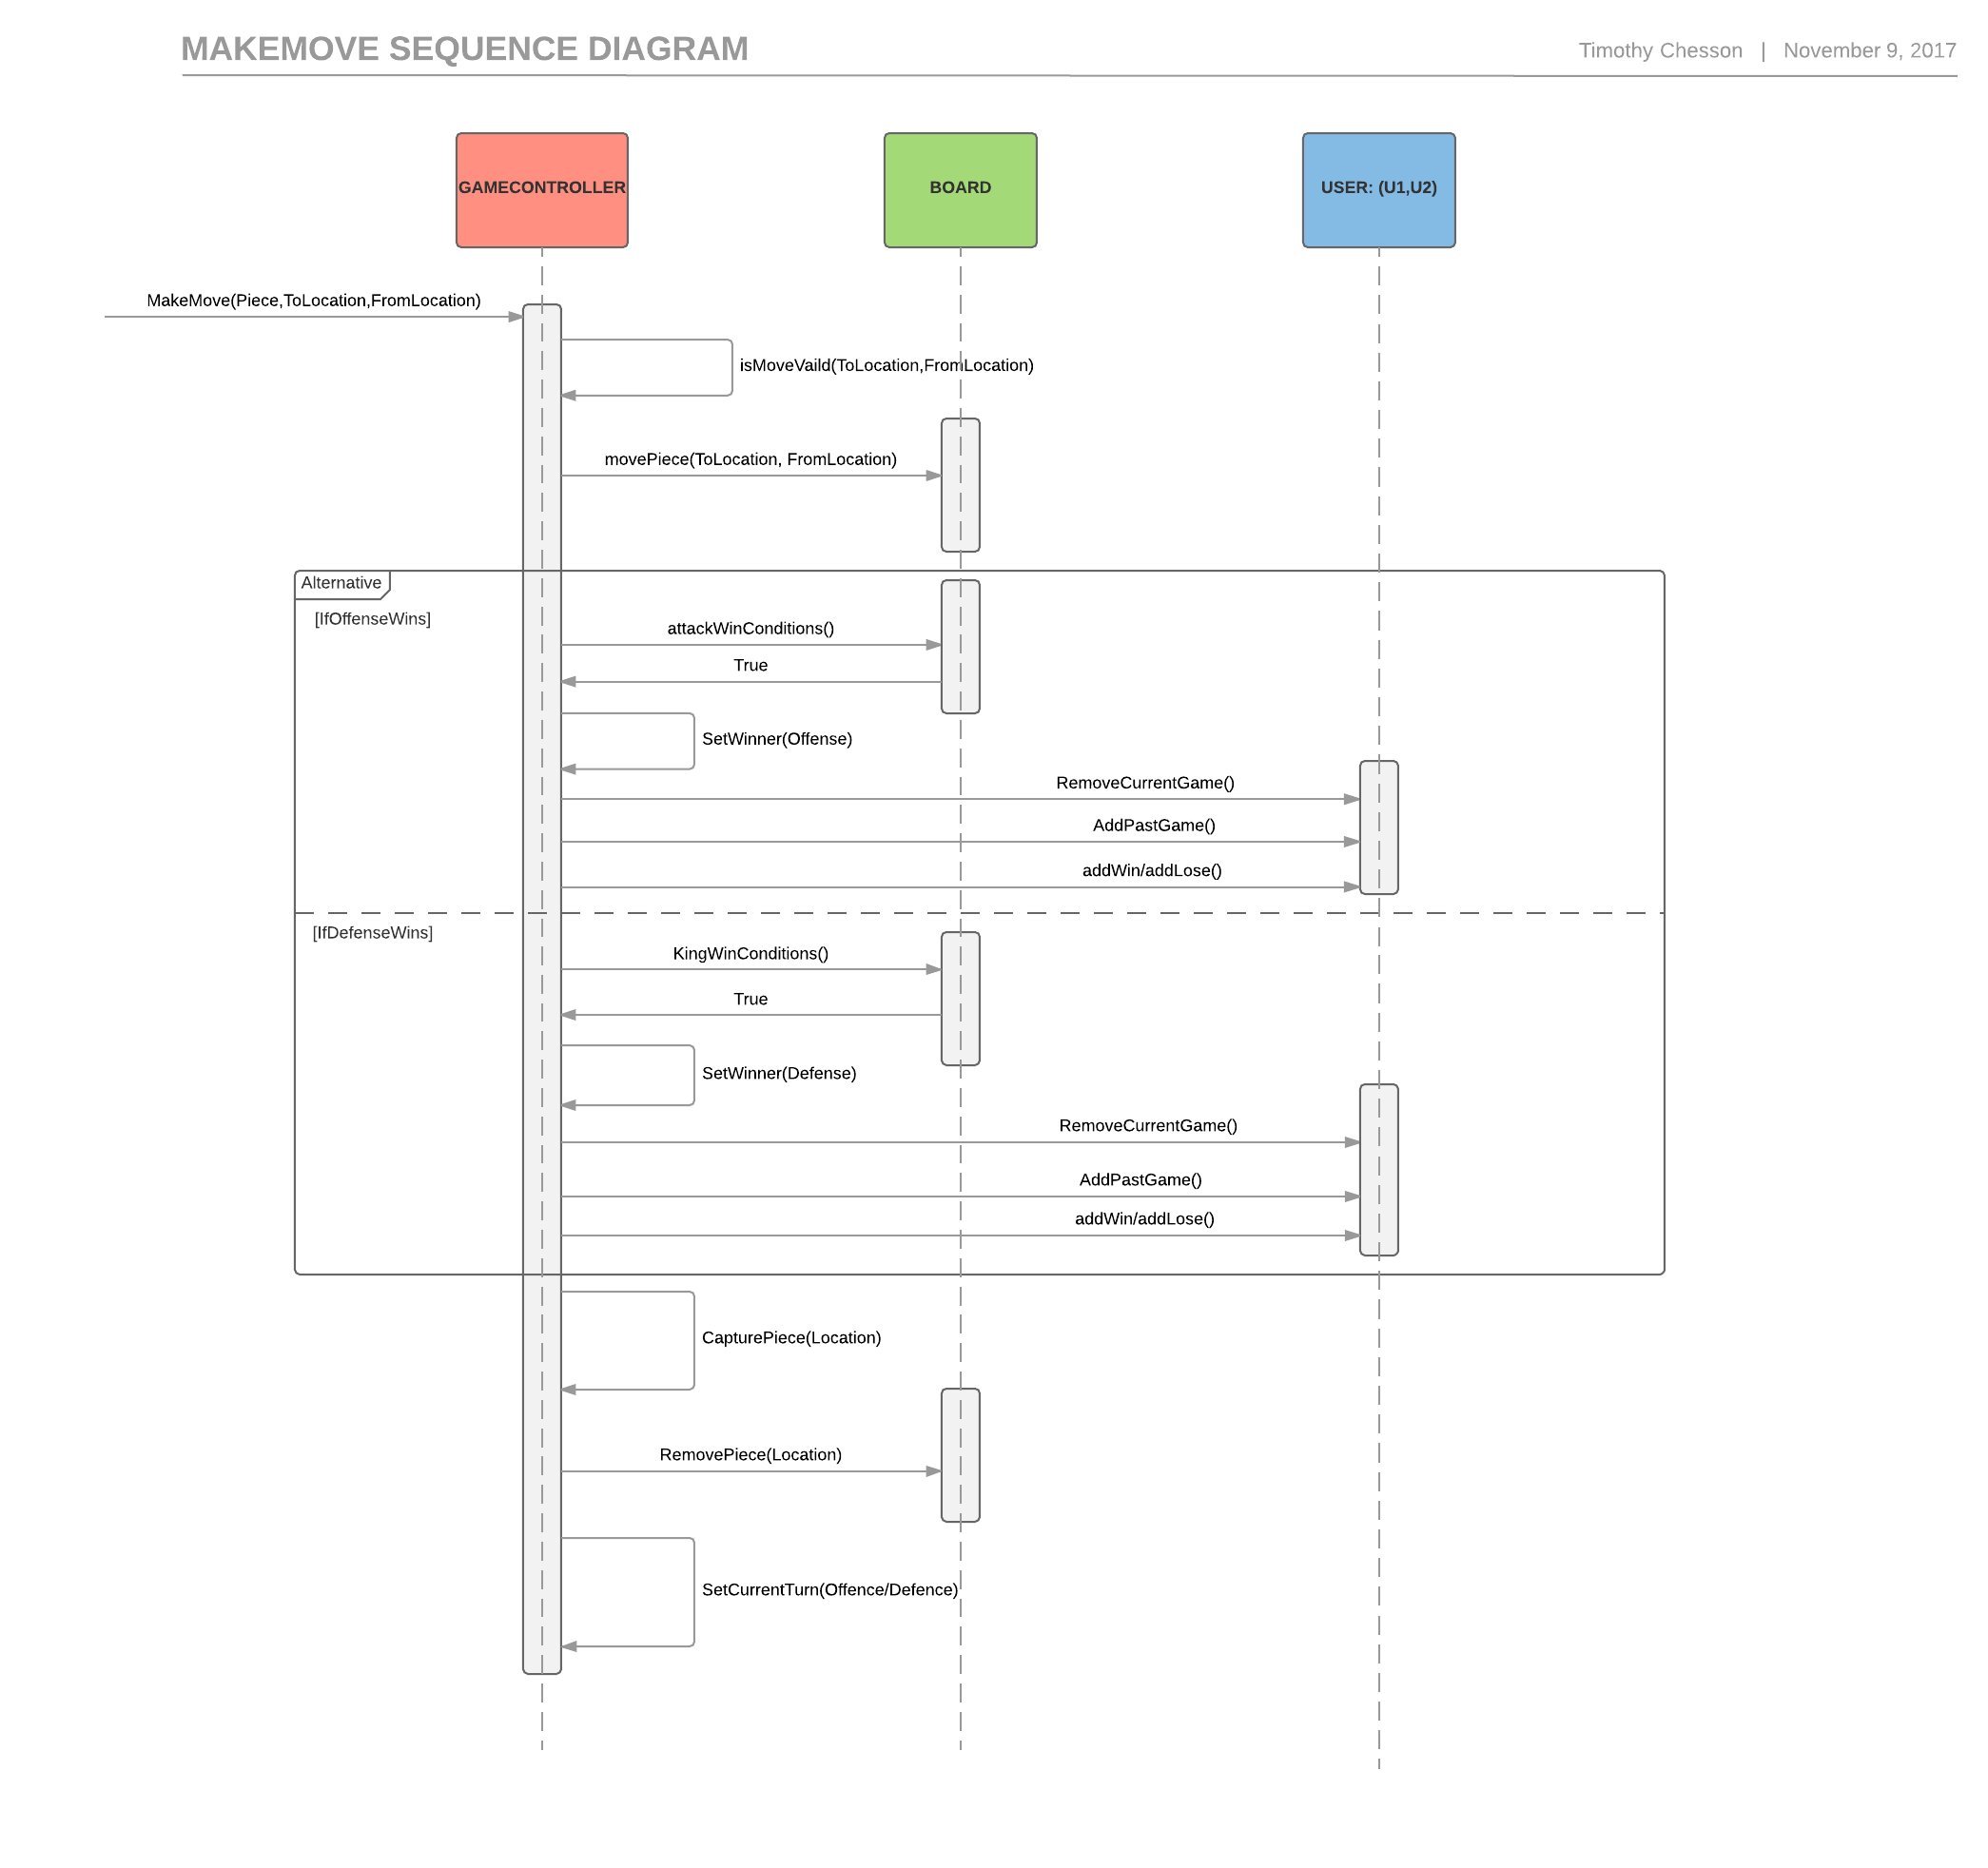 MAKEMOVE SEQUENCE DIAGRAM
Timothy Chesson | November 9, 2017
GAMECONTROLLER
BOARD
USER: (U1,U2)
MakeMove(Piece,ToLocation,FromLocation)
isMoveVaild(ToLocation,FromLocation)
movePiece(ToLocation, FromLocation)
Alternative
[IfOffenseWins]
attackWinConditions()
True
SetWinner(Offense)
RemoveCurrentGame()
AddPastGame()
addWin/addLose()
[IfDefenseWins]
KingWinConditions()
True
SetWinner(Defense)
RemoveCurrentGame()
AddPastGame()
addWin/addLose()
CapturePiece(Location)
RemovePiece(Location)
SetCurrentTurn(Offence/Defence)